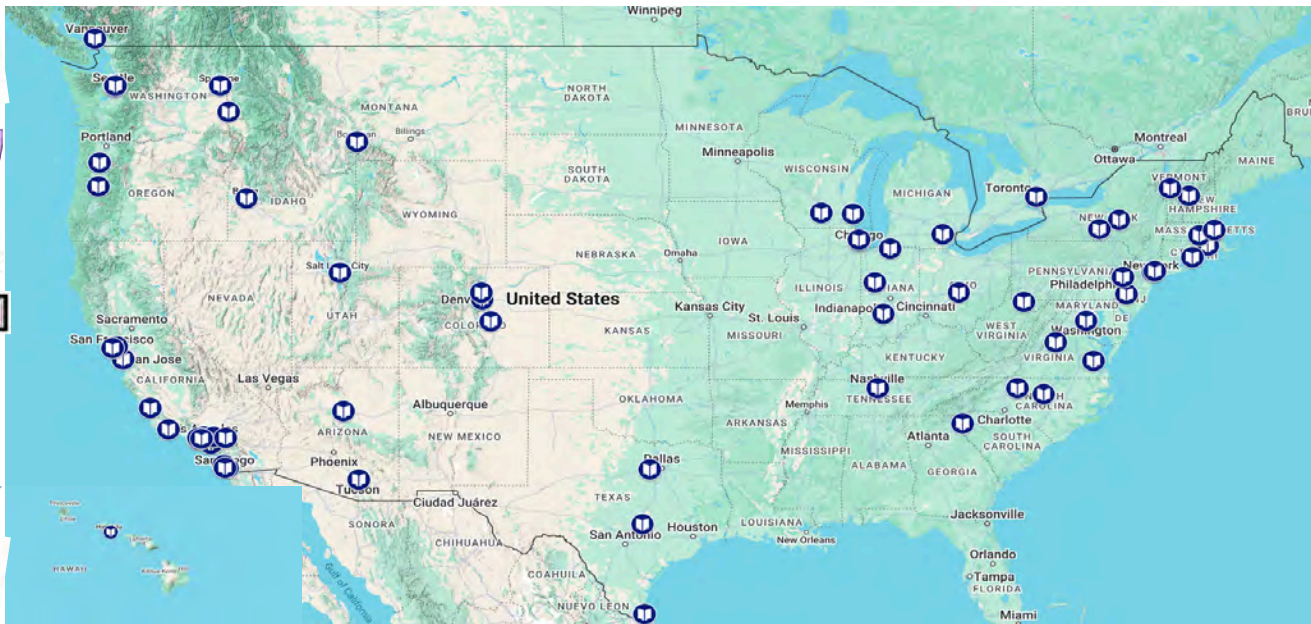 Winnipeg
Vancouver
NORTH
DAKOTA
WASHINGTON
MONTANA
Billings
MINNESOTA
Montreal
Portland
Minneapolis
Ottawa
MAINE
WISCONSIN
SOUTH
DAKOTA
MICHIGAN
Toronto
VERMONT
OREGON
IDAHO
WYOMING
HAMPSHIRE
IOWA
NEBRASKA
Omaha
Salt Lake City
PENNSYLVANIA
New York
NEVADA
ILLINOIS
Philadelphia
UTAH
United States
Kansas City
Indianapolis
Cincinnati
MARYLAND
DE
Sacramento
COLORADO
St. Louis
WEST
VIRGINIA
Washington
San Francisco
KANSAS
MISSOURI
San Jose
KENTUCKY
VIRGINIA
CALIFORNIA
Las Vegas
Nashville
TENNESSEE
Albuquerque
OKLAHOMA
Memphis
CAROLINA
ARIZONA
NEW MEXICO
ARKANSAS
Charlotte
Atlanta
SOUTH
CAROLINA
MISSISSIPPI
Phoenix
Dallas
ALABAMA
GEORGIA
San Diego
Tucson
Ciudad Juárez
TEXAS
SONORA
Houston
LOUISIANA
Jacksonville
San Antonio
New Orleans
CHIHUAHUA
Orlando
HAWAII
COAHUILA
Tampa
Gulf of California
FLORIDA
NUEVO LEON
Miami